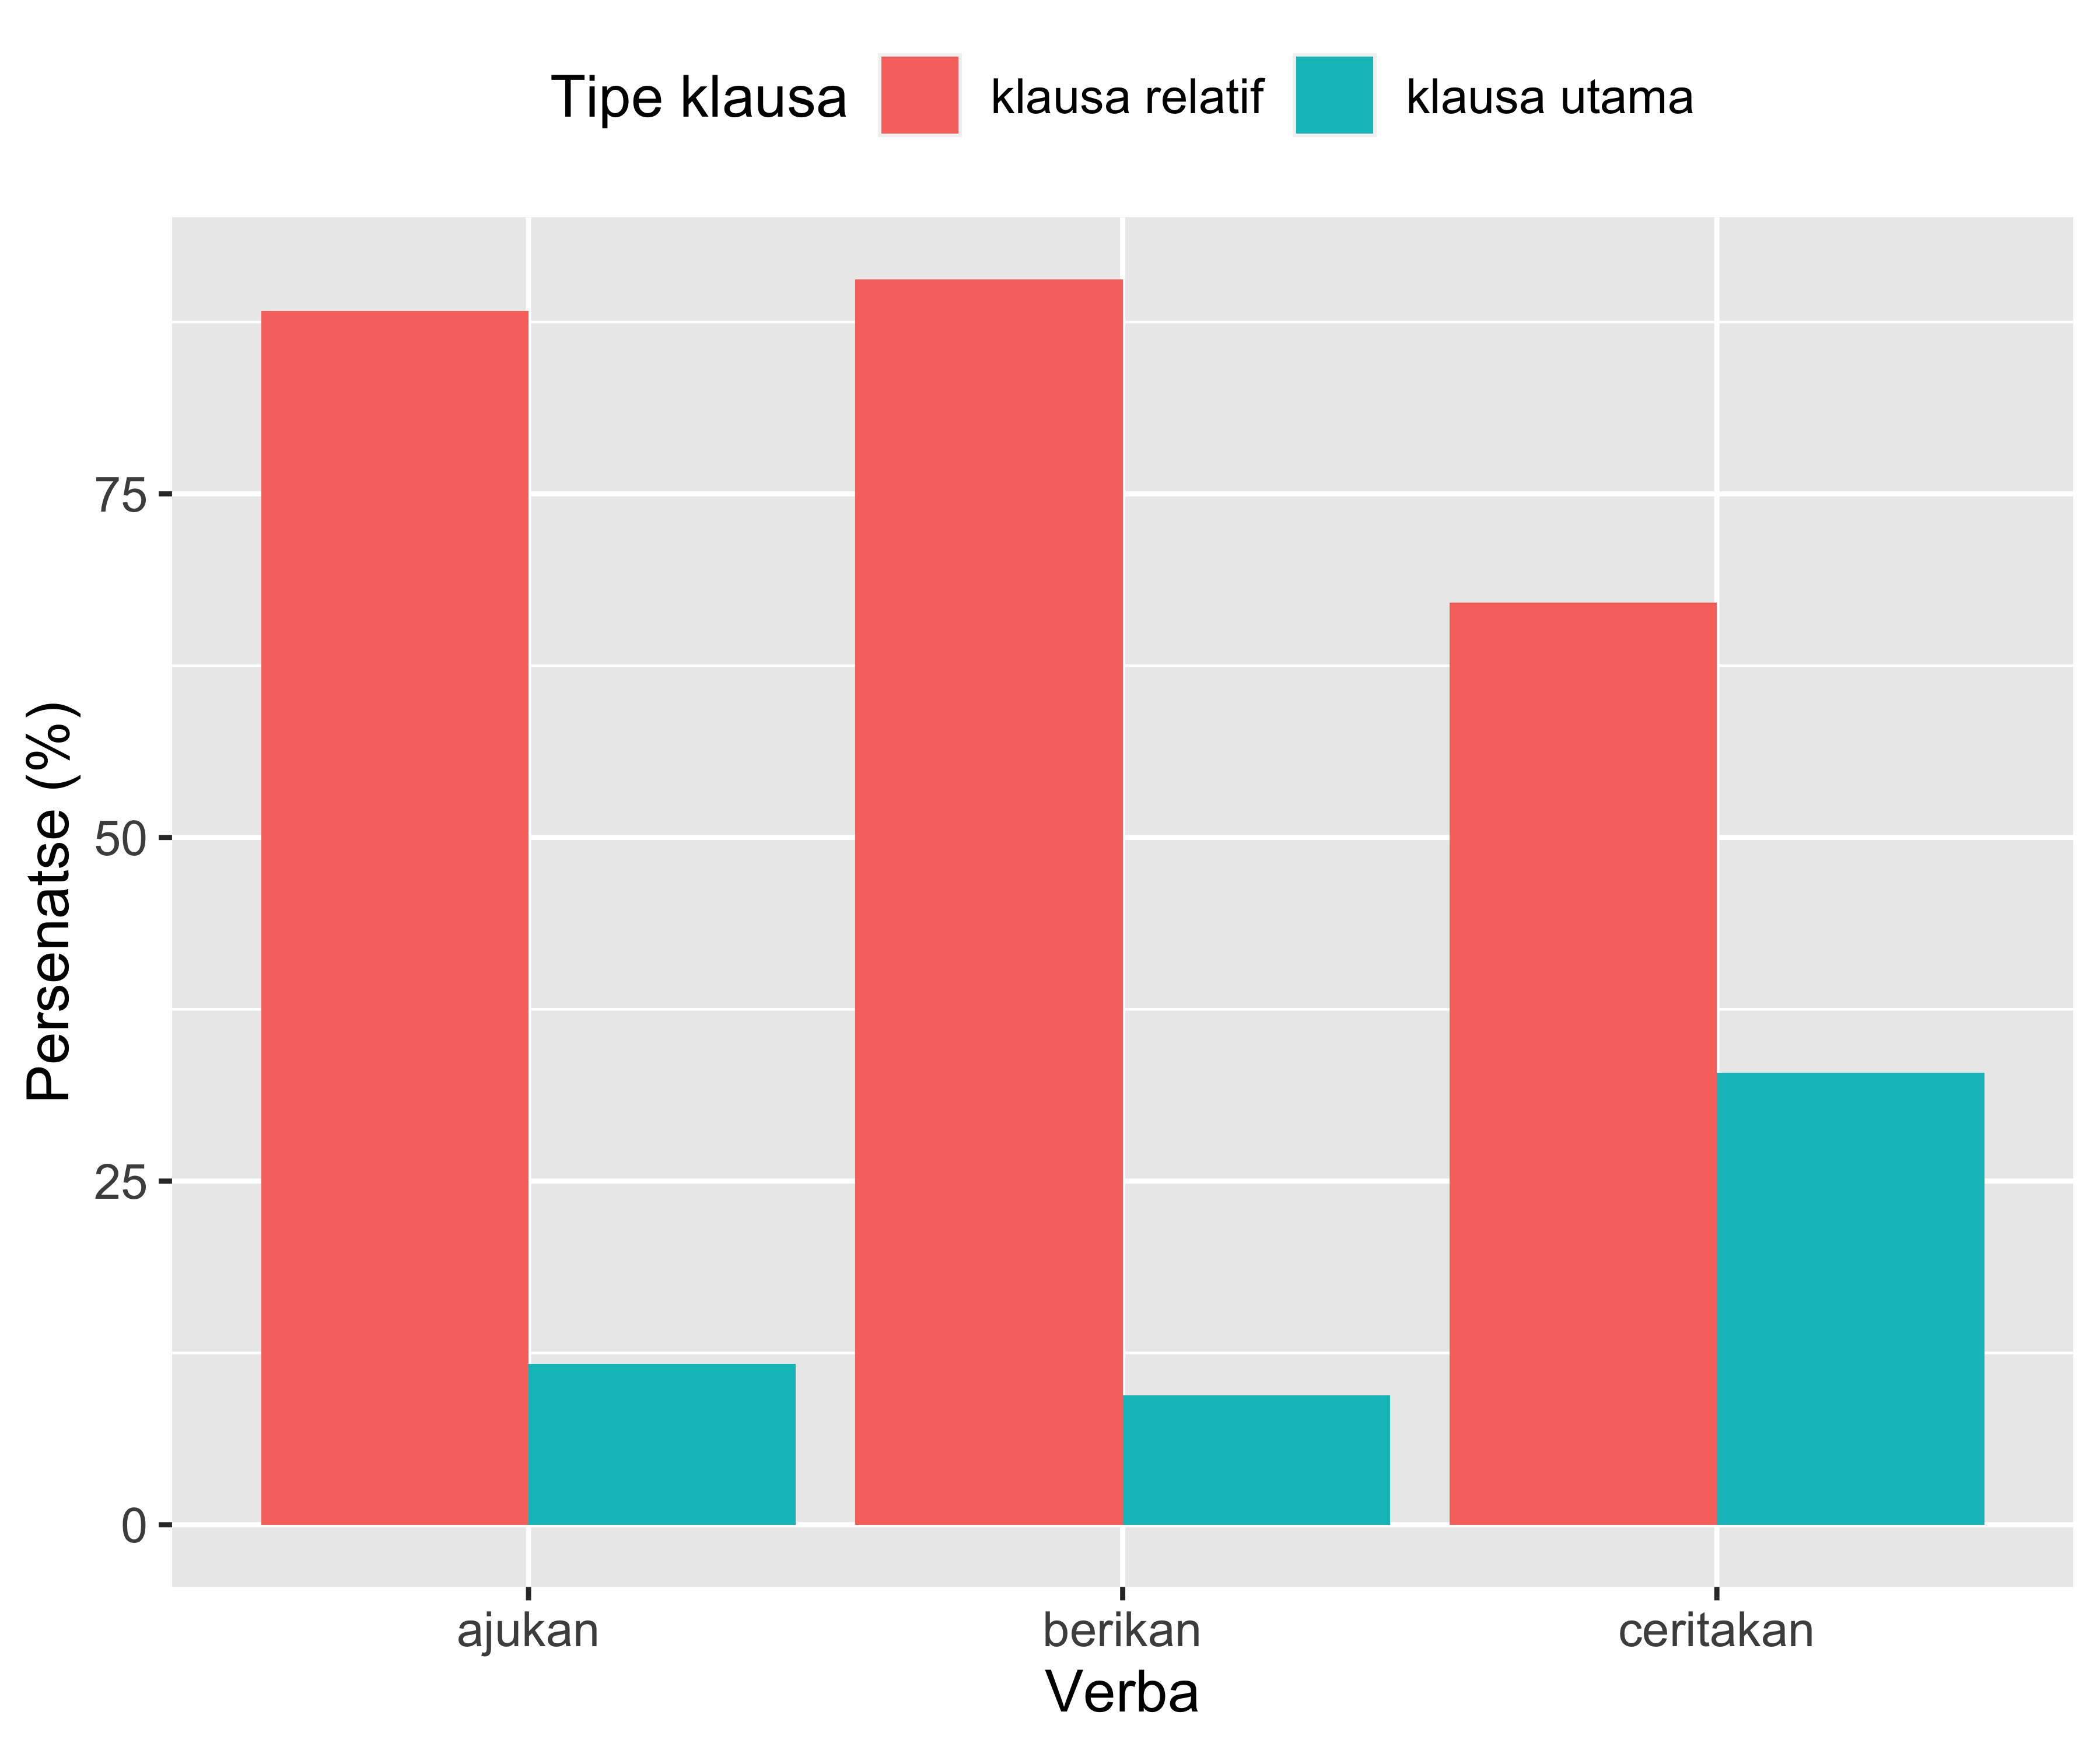 Tipe klausa klausa relatif klausa utama
Persenatse (%)
75
50
25
0
ajukan berikan ceritakan
Verba